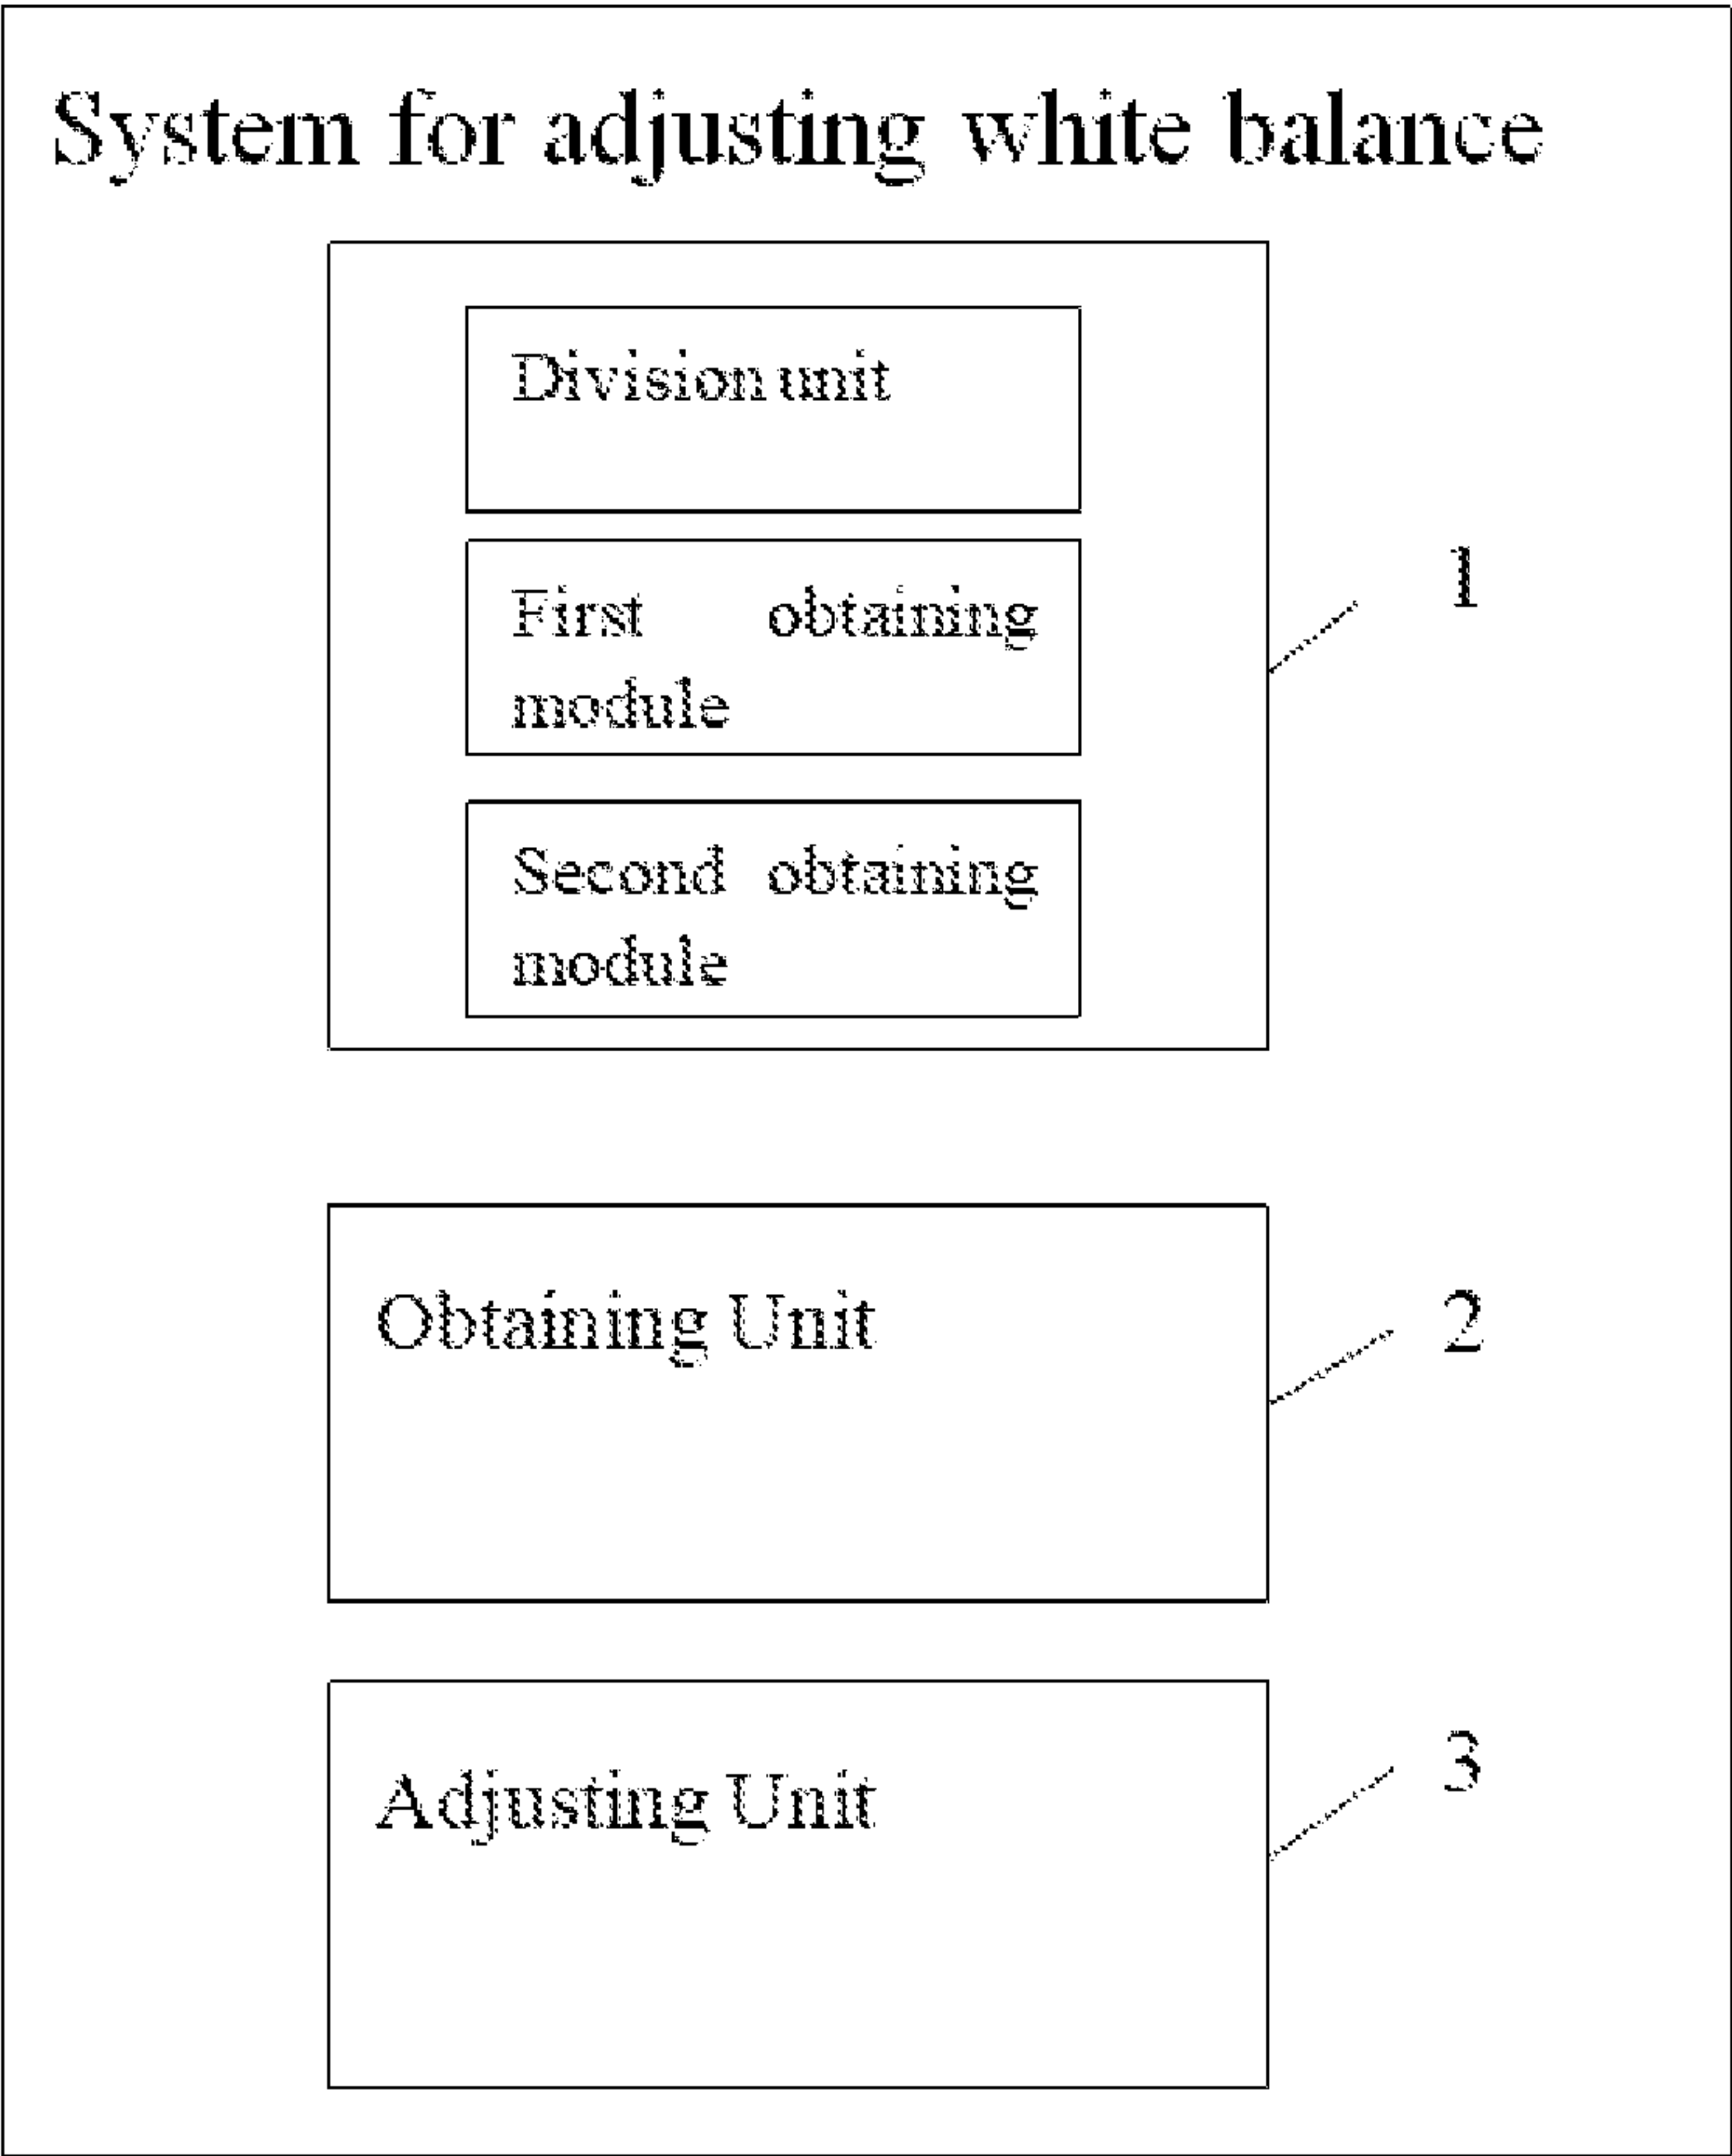 System for adjusting white balance
Division unit
First obtaining
module
1
Second obtaining
module
Obtaining Unit
2
Adjusting Unit
3